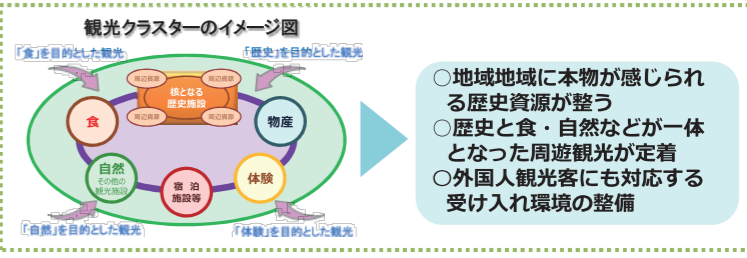 観光クラスターのイメージ図
「食」を目的とした観光
「歴史」を目的とした観光
周辺資源
周辺資源
核となる
歴史施設
周辺資源
周辺資源
食
物産
自然
その他の
観光施設
宿 泊
施設等
体験
「自然」を目的とした観光
「体験」を目的とした観光
○地域地域に本物が感じられ
る歴史資源が整う
○歴史と食・自然などが一体
となった周遊観光が定着
○外国人観光客にも対応する
受け入れ環境の整備